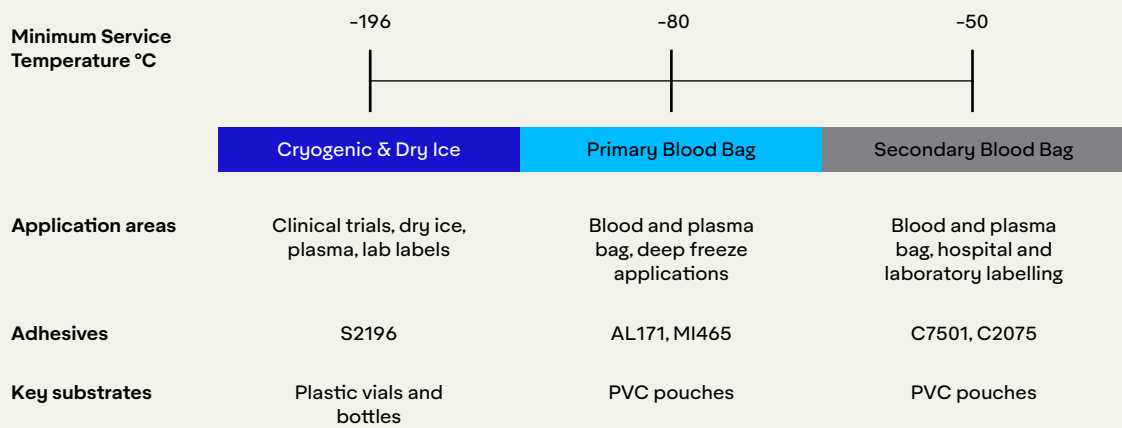 Minimum Service
Temperature °C
-196
-80
-50
Cryogenic & Dry Ice
Primary Blood Bag
Secondary Blood Bag
Application areas
Clinical trials, dry ice,
plasma, lab labels
Blood and plasma
bag, deep freeze
applications
Blood and plasma
bag, hospital and
laboratory labelling
Adhesives
S2196
AL171, MI465
C7501, C2075
Key substrates
Plastic vials and
bottles
PVC pouches
PVC pouches